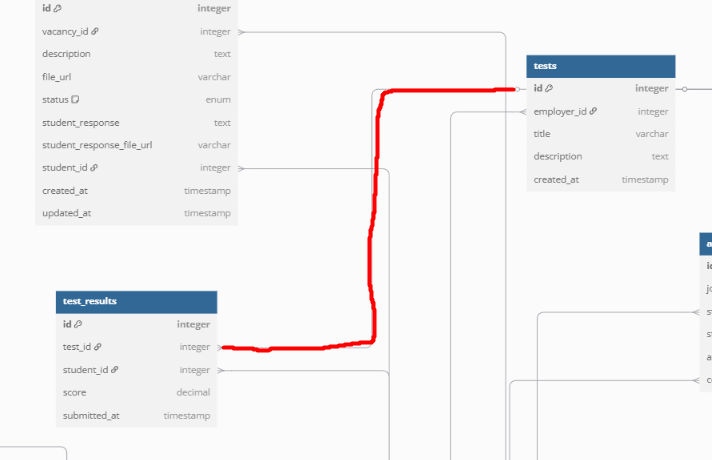 id integer
vacancy_id integer
description text
file_url varchar
status enum
student_response text
student_response_file_url varchar
student_id integer
created_at timestamp
updated_at timestamp
tests
id integer
employer_id integer
title varchar
description text
created_at timestamp
test_results
id integer
test_id integer
student_id integer
score decimal
submitted_at timestamp